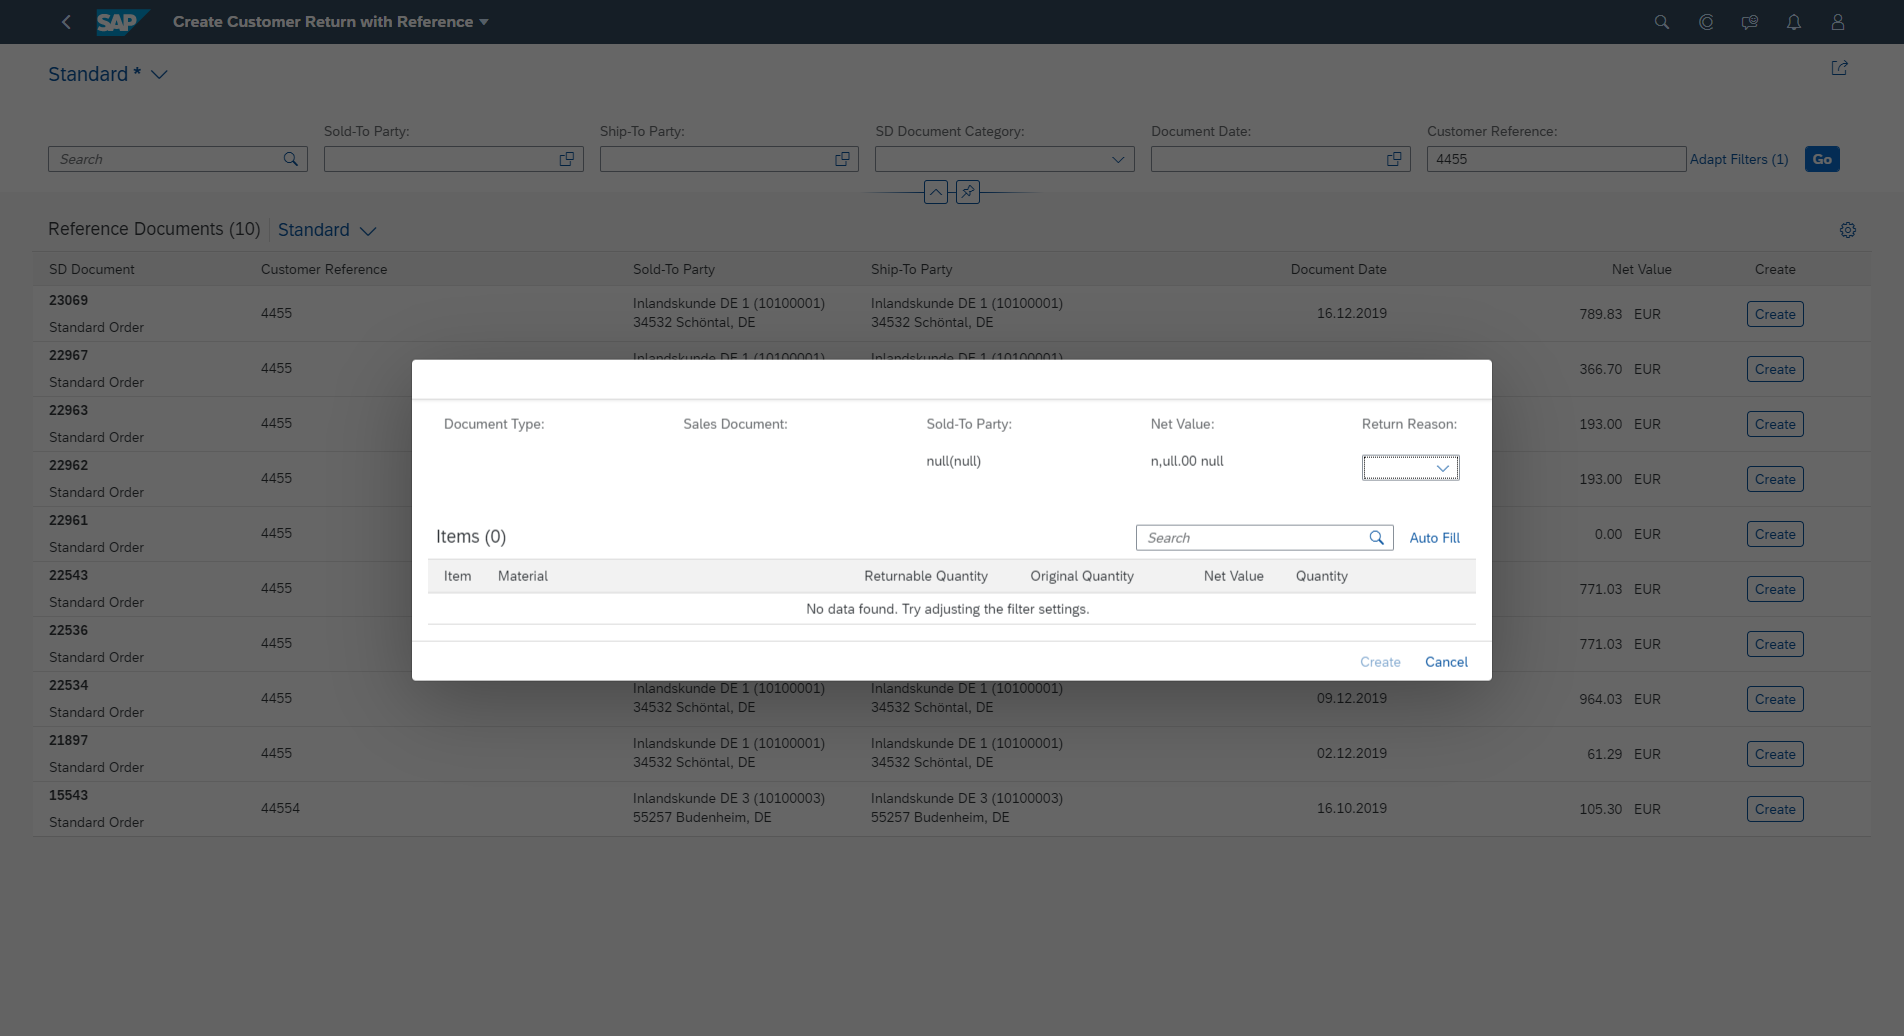 SAP
Create Customer Return with Reference
Standard *
Sold-To Party:
Ship-To Party:
SD Document Category:
Document Date:
Customer Reference:
Search
4455
Adapt Filters (1)
Go
Reference Documents (10)
Standard
SD Document
Customer Reference
Sold-To Party
Ship-To Party
Document Date
Net Value
Create
23069
Standard Order
4455
Inlandskunde DE 1 (10100001)
34532 Schöntal, DE
Inlandskunde DE 1 (10100001)
34532 Schöntal, DE
16.12.2019
789.83 EUR
Create
22967
Standard Order
4455
Inlandskunde DE 1 (10100001)
Inlandskunde DE 1 (10100001)
366.70 EUR
Create
22963
Standard Order
4455
193.00 EUR
Create
22962
Standard Order
4455
193.00 EUR
Create
22961
Standard Order
4455
0.00 EUR
Create
22543
Standard Order
4455
771.03 EUR
Create
22536
Standard Order
4455
771.03 EUR
Create
22534
Standard Order
4455
Inlandskunde DE 1 (10100001)
34532 Schöntal, DE
Inlandskunde DE 1 (10100001)
34532 Schöntal, DE
09.12.2019
964.03 EUR
Create
21897
Standard Order
4455
Inlandskunde DE 1 (10100001)
34532 Schöntal, DE
Inlandskunde DE 1 (10100001)
34532 Schöntal, DE
02.12.2019
61.29 EUR
Create
15543
Standard Order
44554
Inlandskunde DE 3 (10100003)
55257 Budenheim, DE
Inlandskunde DE 3 (10100003)
55257 Budenheim, DE
16.10.2019
105.30 EUR
Create
Document Type:
Sales Document:
Sold-To Party:
null(null)
Net Value:
n,ull.00 null
Return Reason:
Items (0)
Search
Auto Fill
Item
Material
Returnable Quantity
Original Quantity
Net Value
Quantity
No data found. Try adjusting the filter settings.
Create
Cancel